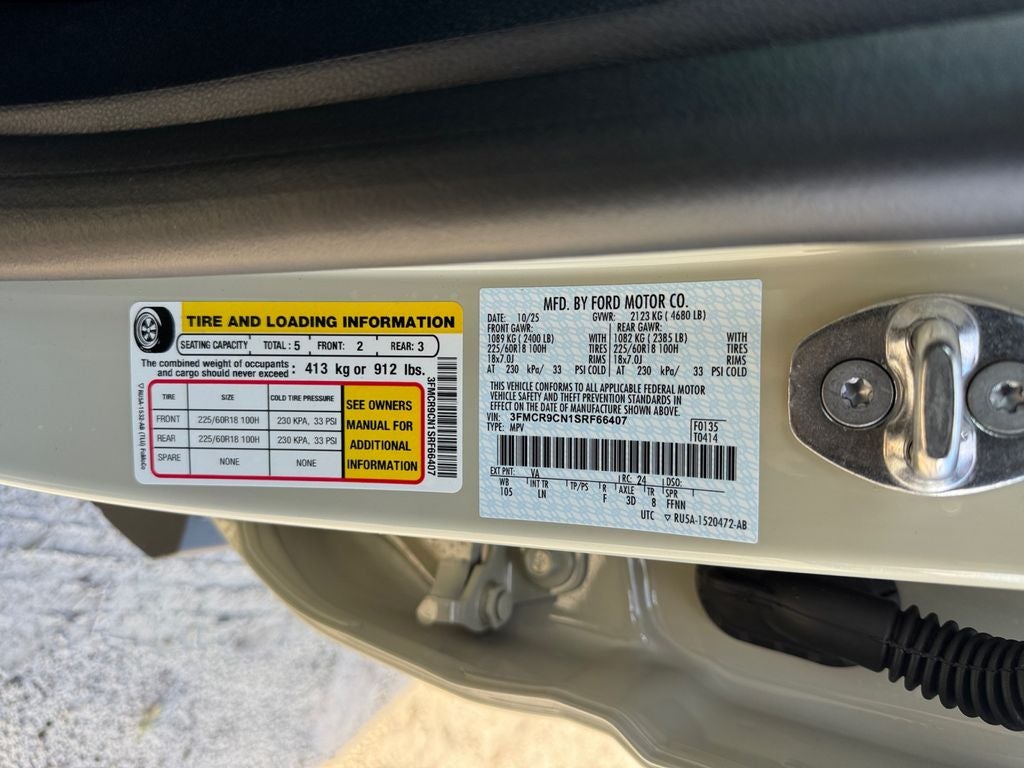 TIRE AND LOADING INFORMATION
SEATING CAPACITY TOTAL : 5 FRONT: 2 REAR: 3
The combined weight of occupants and cargo should never exceed : 413 kg or 912 lbs.
TIRE SIZE COLD TIRE PRESSURE
FRONT 225/60R18 100H 230 KPA, 33 PSI
REAR 225/60R18 100H 230 KPA, 33 PSI
SPARE NONE NONE
SEE OWNERS
MANUAL FOR
ADDITIONAL
INFORMATION
3FMCR9CN1SRF66407
MFD. BY FORD MOTOR CO.
DATE: 10/25 GVWR: 2123 KG ( 4680 LB)
FRONT GAWR: REAR GAWR:
1089 KG ( 2400 LB) WITH 1082 KG ( 2385 LB) WITH
225/60R18 100H TIRES 225/60R18 100H TIRES
18x7.0J RIMS 18x7.0J RIMS
AT 230 kPa/ 33 PSI COLD AT 230 kPa/ 33 PSI COLD
THIS VEHICLE CONFORMS TO ALL APPLICABLE FEDERAL MOTOR
VEHICLE SAFETY AND THEFT PREVENTION STANDARDS IN
EFFECT ON THE DATE OF MANUFACTURE SHOWN ABOVE.
VIN: 3FMCR9CN1SRF66407 F0135
TYPE: MPV T0414
EXT PNT: VA RC: 24 DSO:
WB INT TR TP/PS R AXLE TR SPR
105 LN F 3D 8 FFNN
UTC ▽ RU5A-1520472-AB